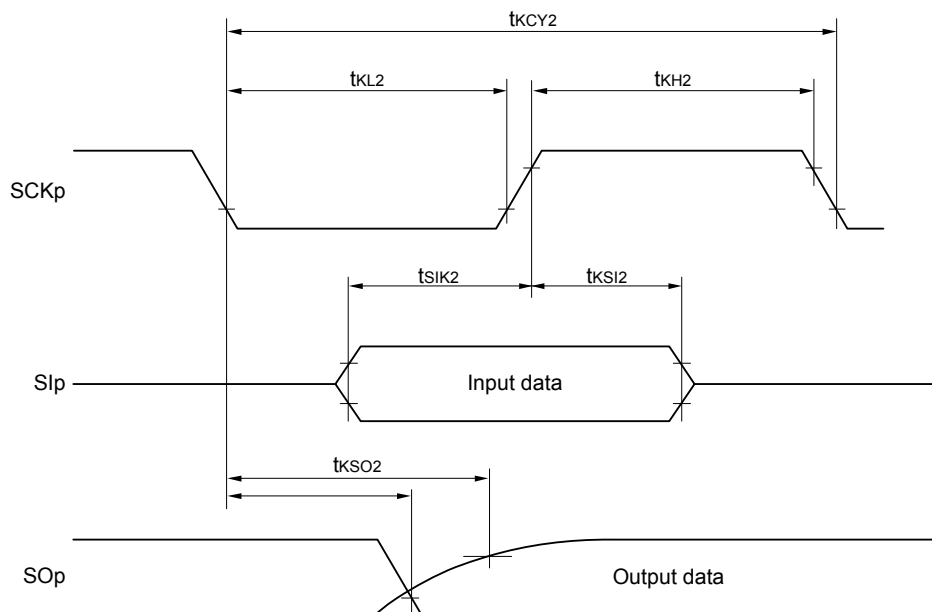 tKCY2
tKL2
tKH2
SCKp
tSIK2
tKSI2
SIp
Input data
tKSO2
SOp
Output data